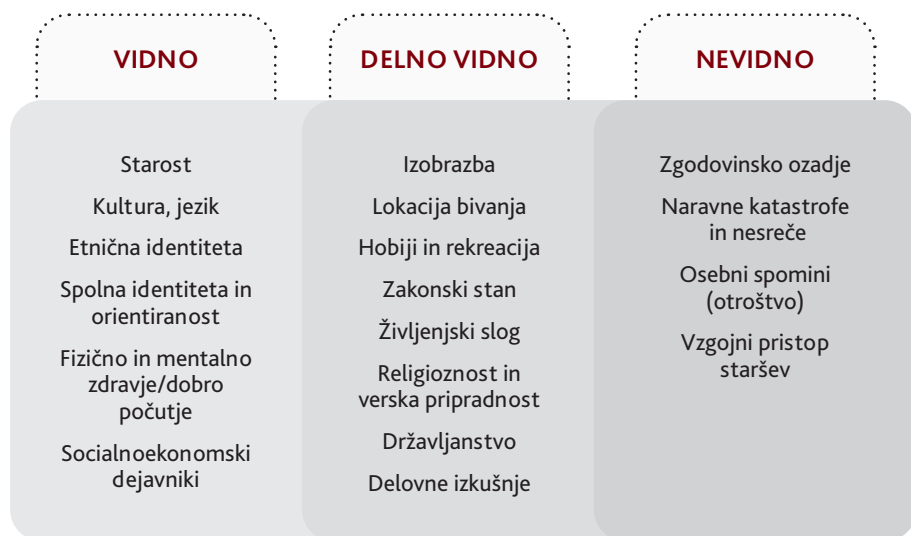 VIDNO
Starost
Kultura, jezik
Etnična identiteta
Spolna identiteta in
orientiranost
Fizično in mentalno
zdravje/dobro
počutje
Socialnoekonomski
dejavniki
DELNO VIDNO
Izobrazba
Lokacija bivanja
Hobiji in rekreacija
Zakonski stan
Življenjski slog
Religioznost in
verska pripradnost
Državljanstvo
Delovne izkušnje
NEVIDNO
Zgodovinsko ozadje
Naravne katastrofe
in nesreče
Osebni spomini
(otroštvo)
Vzgojni pristop
staršev